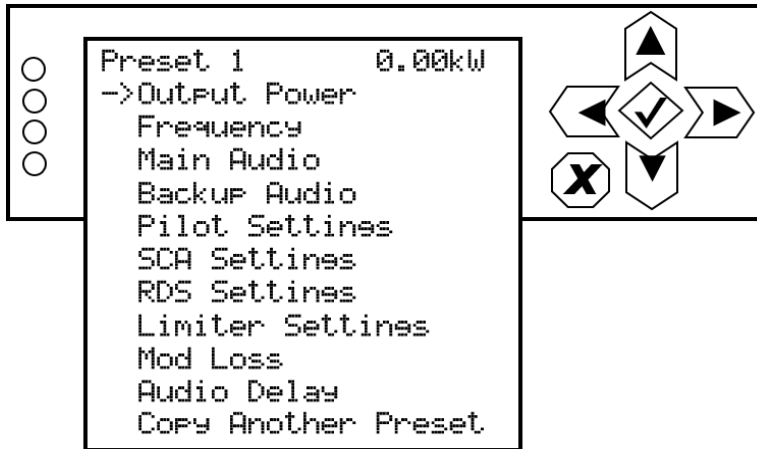 Preset 1 0.00kW
->Output Power
Frequency
Main Audio
Backup Audio
Pilot Settings
SCA Settings
RDS Settings
Limiter Settings
Mod Loss
Audio Delay
Copy Another Preset
X